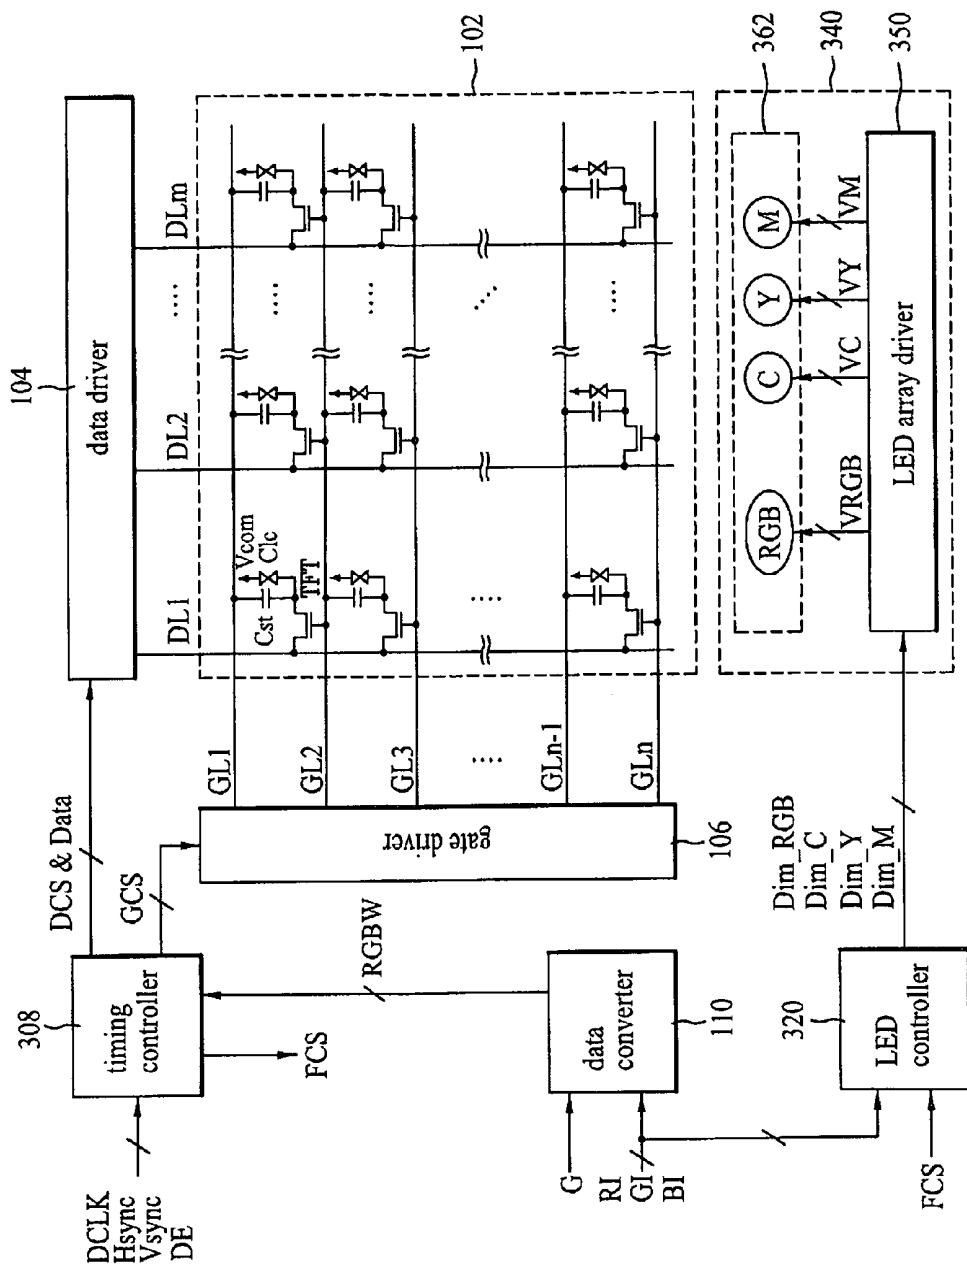 104
data driver
DCS & Data
GCS
308
timing
controller
DCLK
Hsync
Vsync
DE
FCS
RGBW
DL1
DL2
....
DLm
102
GL1
GL2
GL3
....
GLn-1
GLn
Vcom
Clc
Cst
TFT
....
....
....
....
....
gate driver
106
G
RI
GI
BI
data
converter
110
FCS
320
LED
controller
Dim_RGB
Dim_C
Dim_Y
Dim_M
RGB
C
Y
M
VRGB
VC
VY
VM
LED array driver
362
340
350